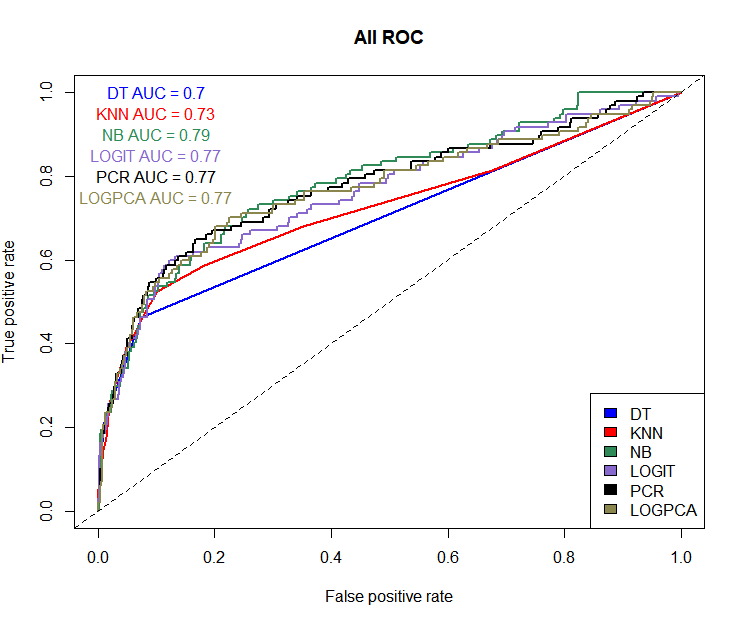 All ROC
DT AUC = 0.7
KNN AUC = 0.73
NB AUC = 0.79
LOGIT AUC = 0.77
PCR AUC = 0.77
LOGPCA AUC = 0.77
True positive rate
1.0
0.8
0.6
0.4
0.2
0.0
DT
KNN
NB
LOGIT
PCR
LOGPCA
0.0 0.2 0.4 0.6 0.8 1.0
False positive rate